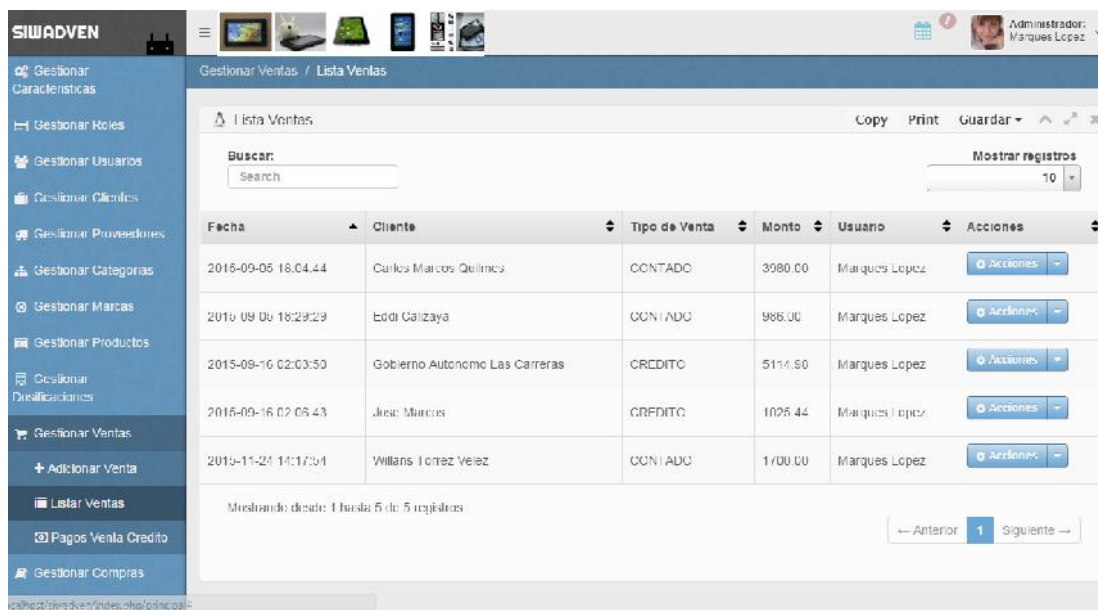 SIWADVEN
Administrador:
Marques Lopez
Gestionar Ventas / Lista Ventas
Gestionar
Caracteristicas
Gestionar Roles
Gestionar Usuarios
Gestionar Clientes
Gestionar Proveedores
Gestionar Categorias
Gestionar Marcas
Gestionar Productos
Gestionar
Dosificaciones
Gestionar Ventas
Adicionar Venta
Listar Ventas
Pagos Venta Credito
Gestionar Compras
Lista Ventas
Copy Print Guardar
Buscar:
Search
Mostrar registros
10
Fecha Cliente Tipo de Venta Monto Usuario Acciones
2015-09-05 18:04:44 Carlos Marcos Quilmes CONTADO 3980.00 Marques Lopez Acciones
2015-09-05 18:29:29 Eddi Calizaya CONTADO 986.00 Marques Lopez Acciones
2015-09-16 02:03:50 Gobierno Autonomo Las Carreras CREDITO Marques Lopez Acciones
2015-09-16 02:06:43 Jose Marcos CREDITO 1025.44 Marques Lopez Acciones
2015-11-24 14:17:54 Willans Torrez Velez CONTADO 1700.00 Marques Lopez Acciones
Mostrando desde 1 hasta 5 de 5 registros
← Anterior 1 Siguiente →
localhost/siwadven/index.php/principal#